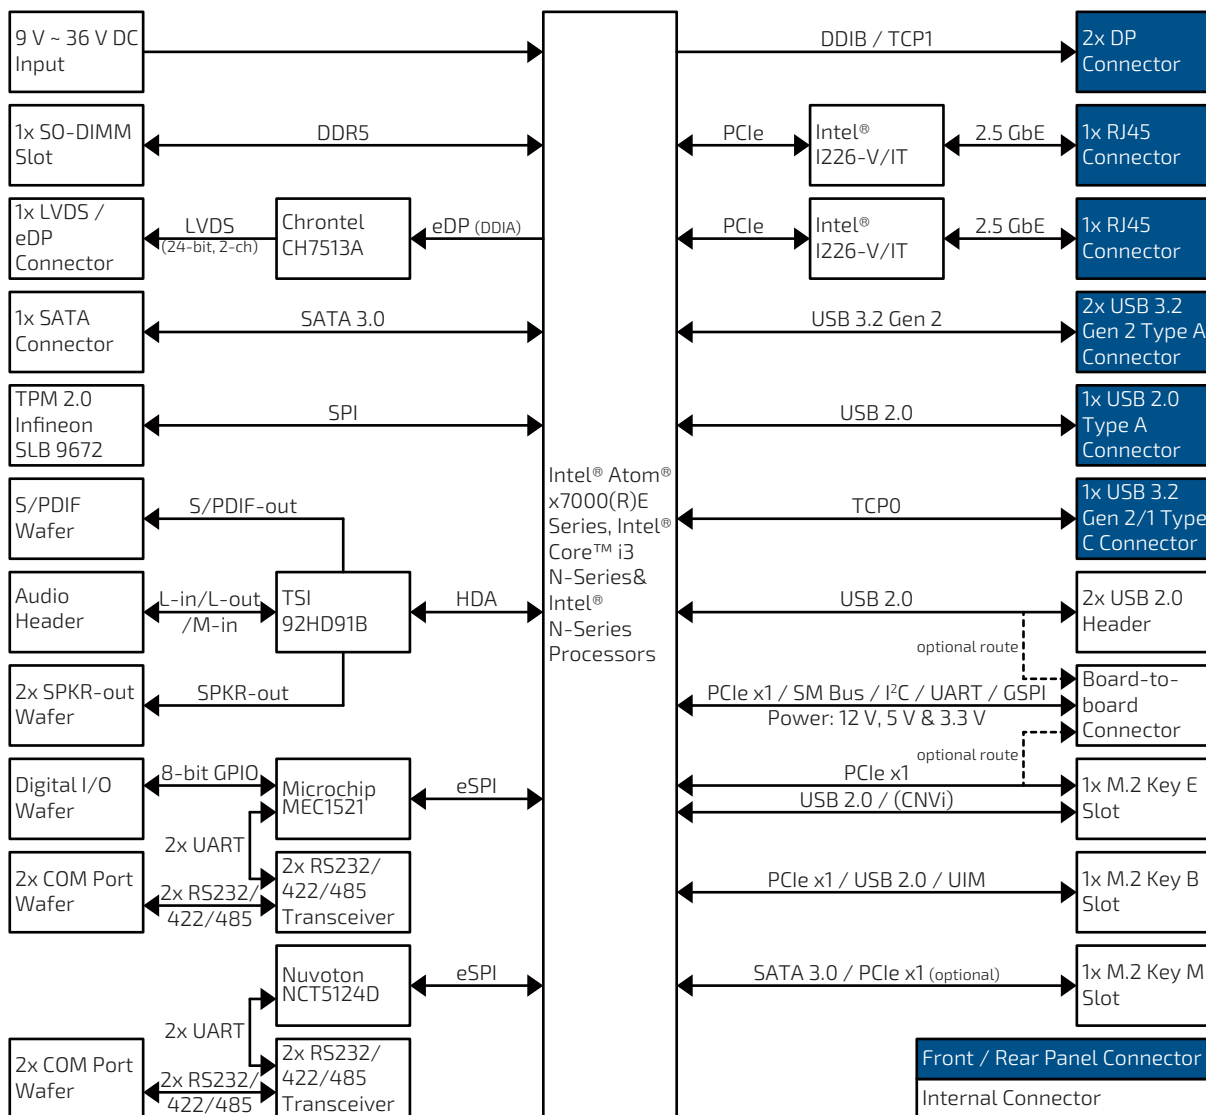 9 V ~ 36 V DC
Input
DDIB / TCP1
2x DP
Connector
1x SO-DIMM
Slot
DDR5
PCIe
Intel®
I226-V/IT
2.5 GbE
1x RJ45
Connector
1x LVDS /
eDP
Connector
LVDS
(24-bit, 2-ch)
Chrontel
CH7513A
eDP (DDIA)
PCIe
Intel®
I226-V/IT
2.5 GbE
1x RJ45
Connector
1x SATA
Connector
SATA 3.0
USB 3.2 Gen 2
2x USB 3.2
Gen 2 Type A
Connector
TPM 2.0
Infineon
SLB 9672
SPI
USB 2.0
1x USB 2.0
Type A
Connector
Intel® Atom®
x7000(R)E
Series, Intel®
Core™ i3
N-Series&
Intel®
N-Series
Processors
S/PDIF
Wafer
S/PDIF-out
TCP0
1x USB 3.2
Gen 2/1 Type
C Connector
Audio
Header
L-in/L-out
/M-in
TSI
92HD91B
HDA
USB 2.0
2x USB 2.0
Header
optional route
2x SPKR-out
Wafer
SPKR-out
PCIe x1 / SM Bus / I²C / UART / GSPI
Power: 12 V, 5 V & 3.3 V
Board-to-
board
Connector
optional route
Digital I/O
Wafer
8-bit GPIO
Microchip
MEC1521
eSPI
PCIe x1
USB 2.0 / (CNVi)
1x M.2 Key E
Slot
2x UART
2x COM Port
Wafer
2x RS232/
422/485
2x RS232/
422/485
Transceiver
PCIe x1 / USB 2.0 / UIM
1x M.2 Key B
Slot
Nuvoton
NCT5124D
eSPI
SATA 3.0 / PCIe x1 (optional)
1x M.2 Key M
Slot
2x UART
2x COM Port
Wafer
2x RS232/
422/485
2x RS232/
422/485
Transceiver
Front / Rear Panel Connector
Internal Connector